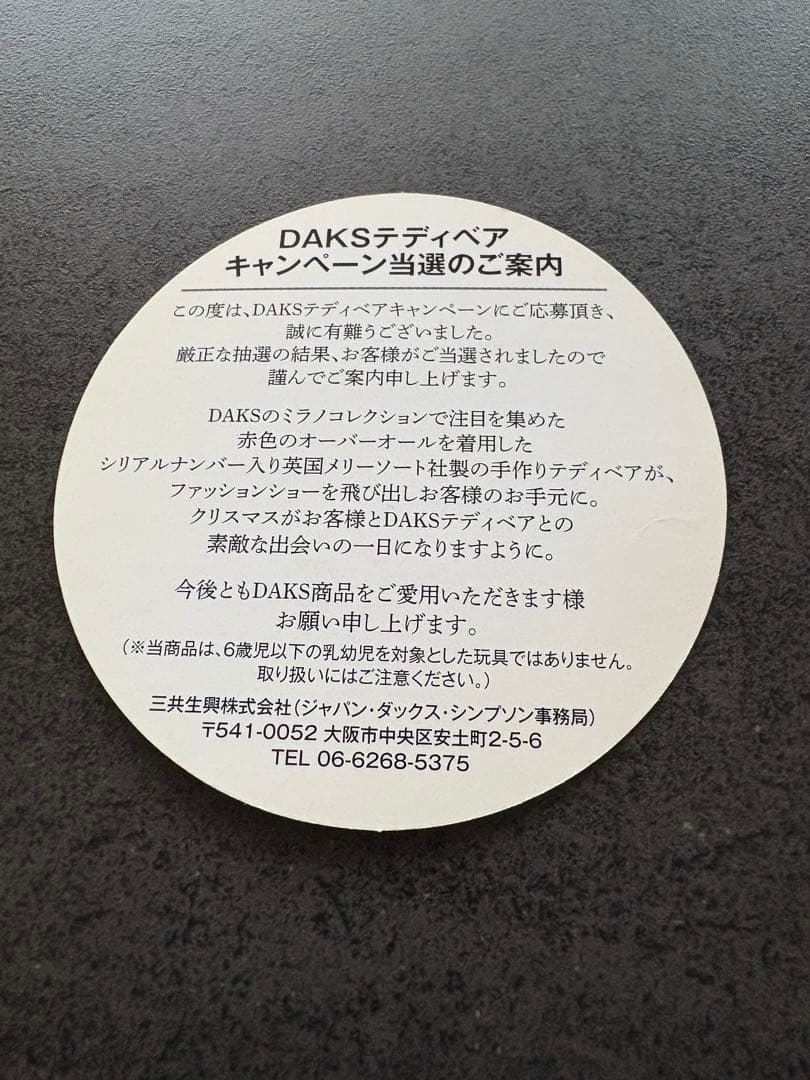 DAKSテディベア
キャンペーン当選のご案内
この度は、DAKSテディベアキャンペーンにご応募頂き、
誠に有難うございました。
厳正な抽選の結果、お客様がご当選されましたので
謹んでご案内申し上げます。
DAKSのミラノコレクションで注目を集めた
赤色のオーバーオールを着用した
シリアルナンバー入り英国メリーソート社製の手作りテディベアが、
ファッションショーを飛び出しお客様のお手元に。
クリスマスがお客様とDAKSテディベアとの
素敵な出会いの一日になりますように。
今後ともDAKS商品をご愛用いただきます様
お願い申し上げます。
（※当商品は、6歳児以下の乳幼児を対象とした玩具ではありません。
取り扱いにはご注意ください。）
三共生興株式会社（ジャパン・ダックス・シンプソン事務局）
〒541-0052 大阪市中央区安土町2-5-6
TEL 06-6268-5375